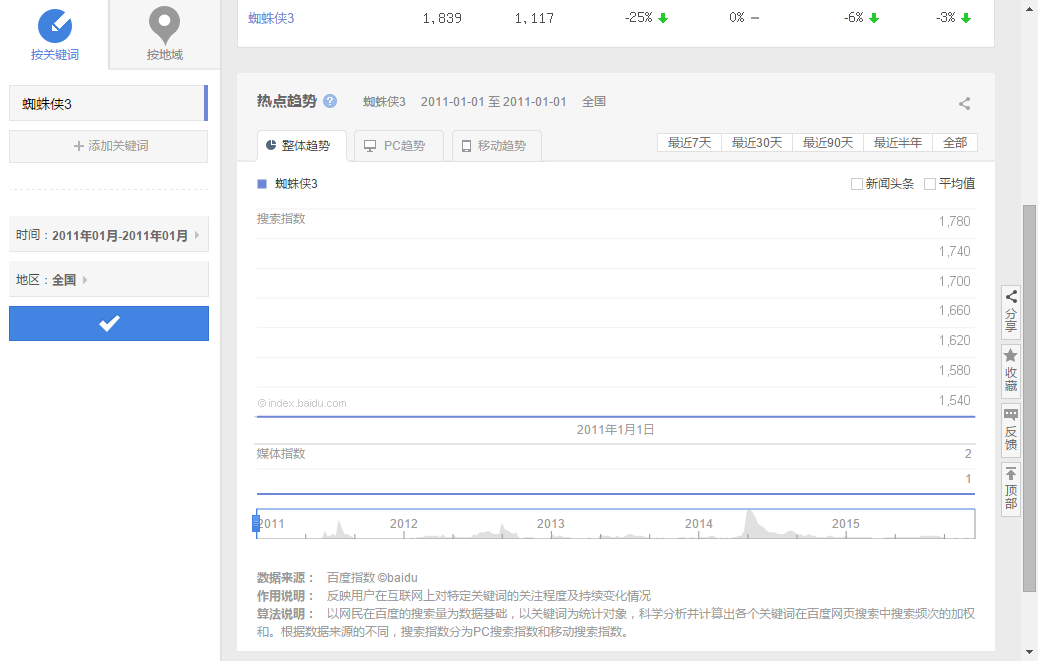 按关键词
按地域
蜘蛛侠3
+ 添加关键词
时间：2011年01月-2011年01月
地区：全国
蜘蛛侠3 1,839 1,117 -25% 0% -6% -3%
热点趋势 ? 蜘蛛侠3 2011-01-01 至 2011-01-01 全国
整体趋势 PC趋势 移动趋势 最近7天 最近30天 最近90天 最近半年 全部
蜘蛛侠3 新闻头条 平均值
搜索指数
1,780
1,740
1,700
1,660
1,620
1,580
1,540
©index.baidu.com
2011年1月1日
媒体指数 2
1
2011 2012 2013 2014 2015
数据来源： 百度指数 ©baidu
作用说明： 反映用户在互联网上对特定关键词的关注程度及持续变化情况
算法说明： 以网民在百度的搜索量为数据基础，以关键词为统计对象，科学分析并计算出各个关键词在百度网页搜索中搜索频次的加权
和。根据数据来源的不同，搜索指数分为PC搜索指数和移动搜索指数。
分享
收藏
反馈
顶部